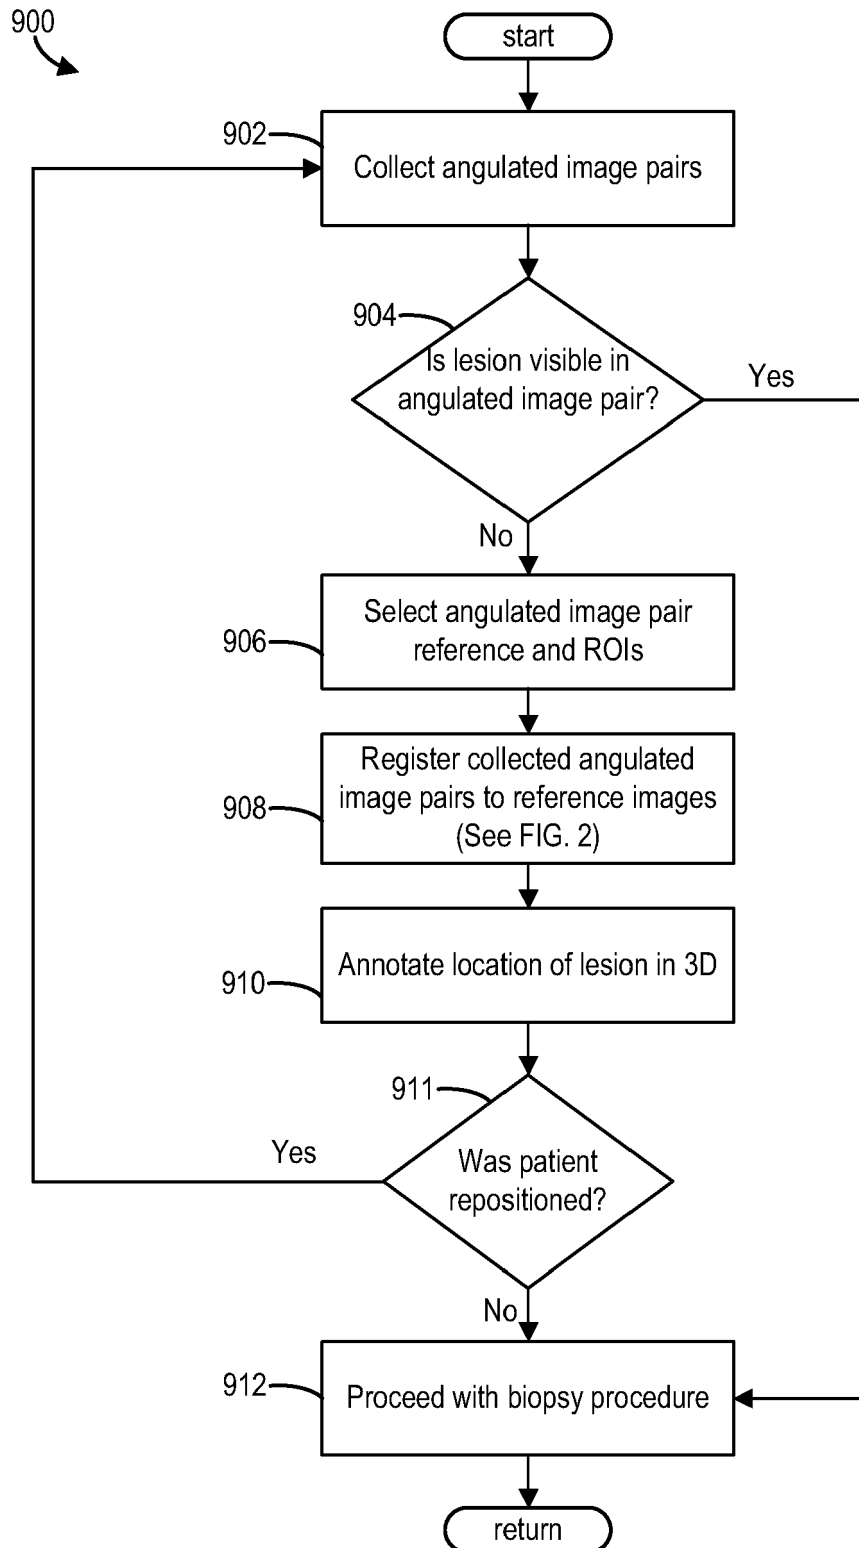 900
start
902
Collect angulated image pairs
904
Is lesion visible in
angulated image pair?
Yes
No
906
Select angulated image pair
reference and ROIs
908
Register collected angulated
image pairs to reference images
(See FIG. 2)
910
Annotate location of lesion in 3D
911
Yes
Was patient
repositioned?
No
912
Proceed with biopsy procedure
return